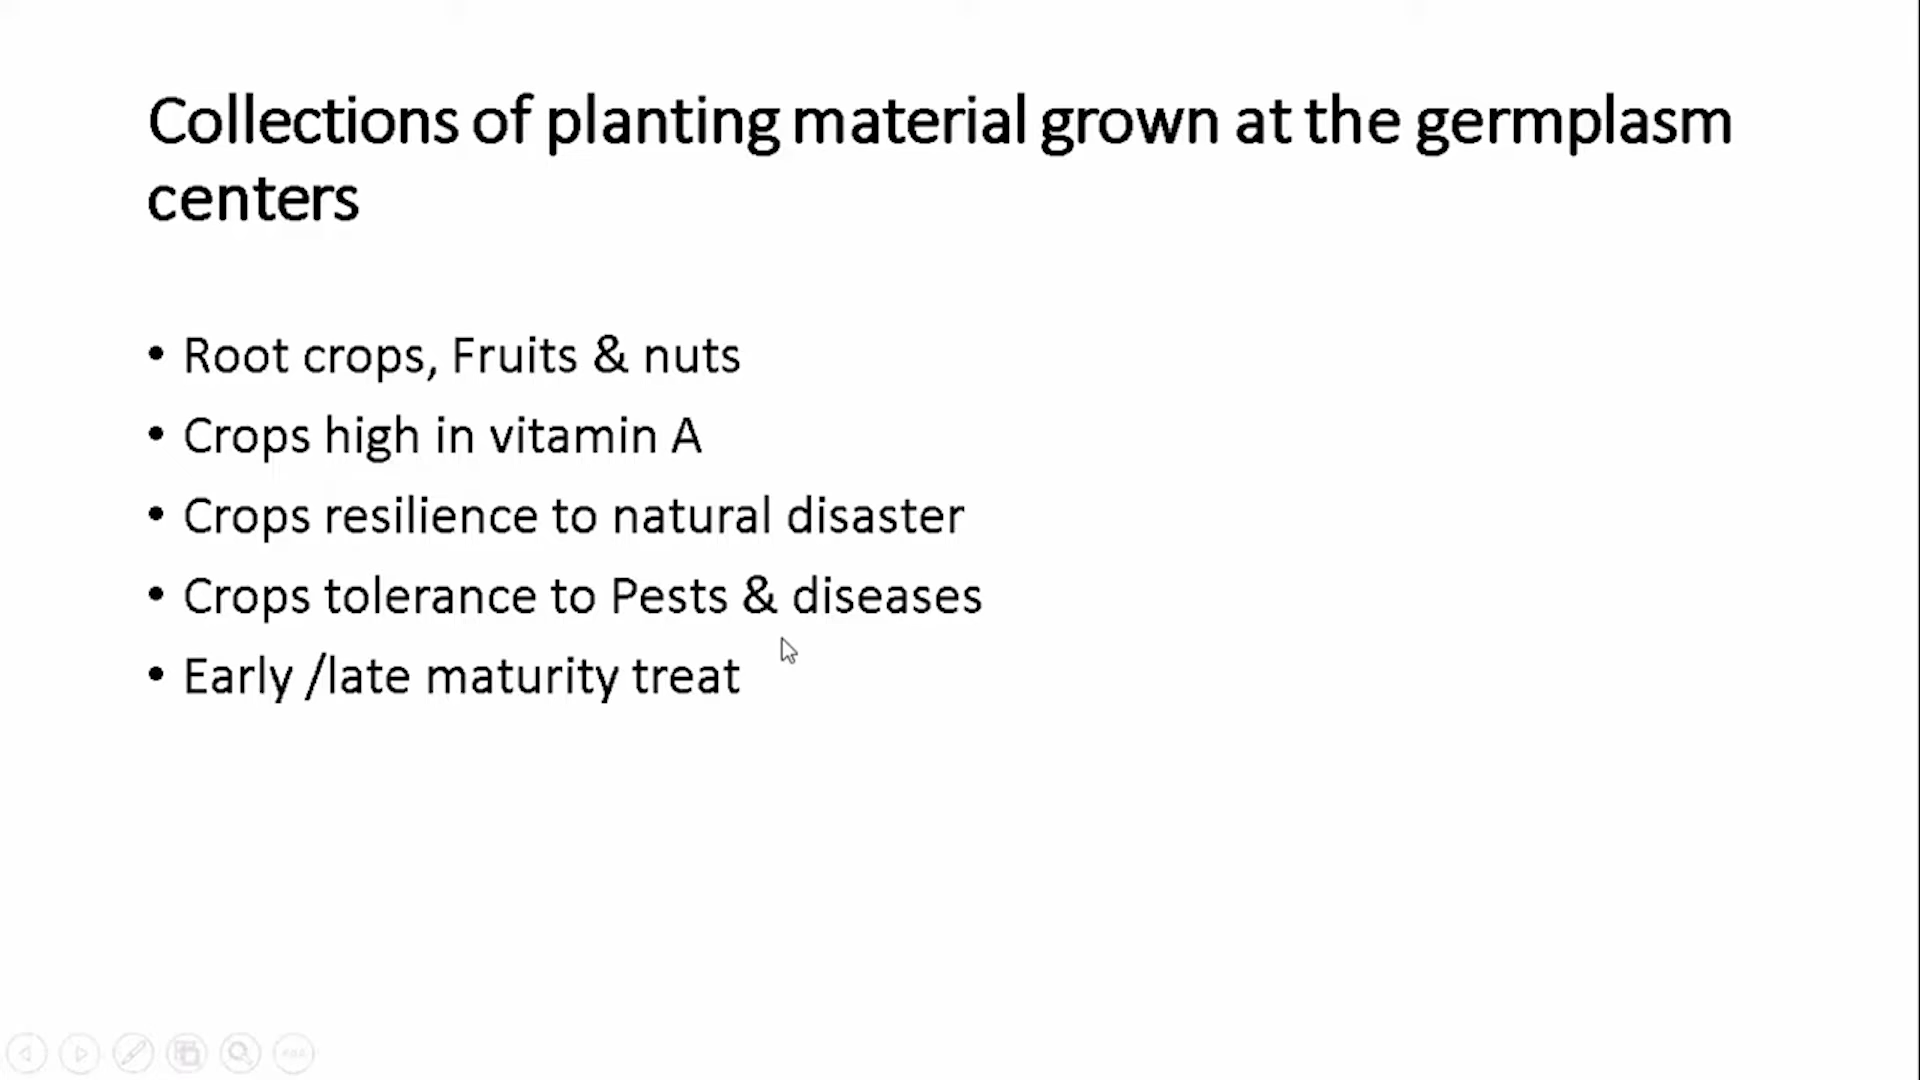 Collections of planting material grown at the germplasm
centers
• Root crops, Fruits & nuts
• Crops high in vitamin A
• Crops resilience to natural disaster
• Crops tolerance to Pests & diseases
• Early /late maturity treat